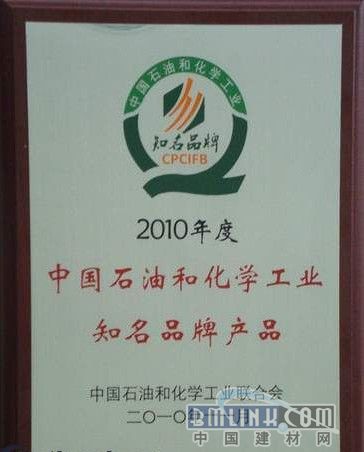 中国石油和化学工业
知名品牌
CPCIFB
2010年度
中国石油和化学工业
知名品牌产品
中国石油和化学工业联合会
二〇一〇年十一月
BMLINK.COM
中国建材网